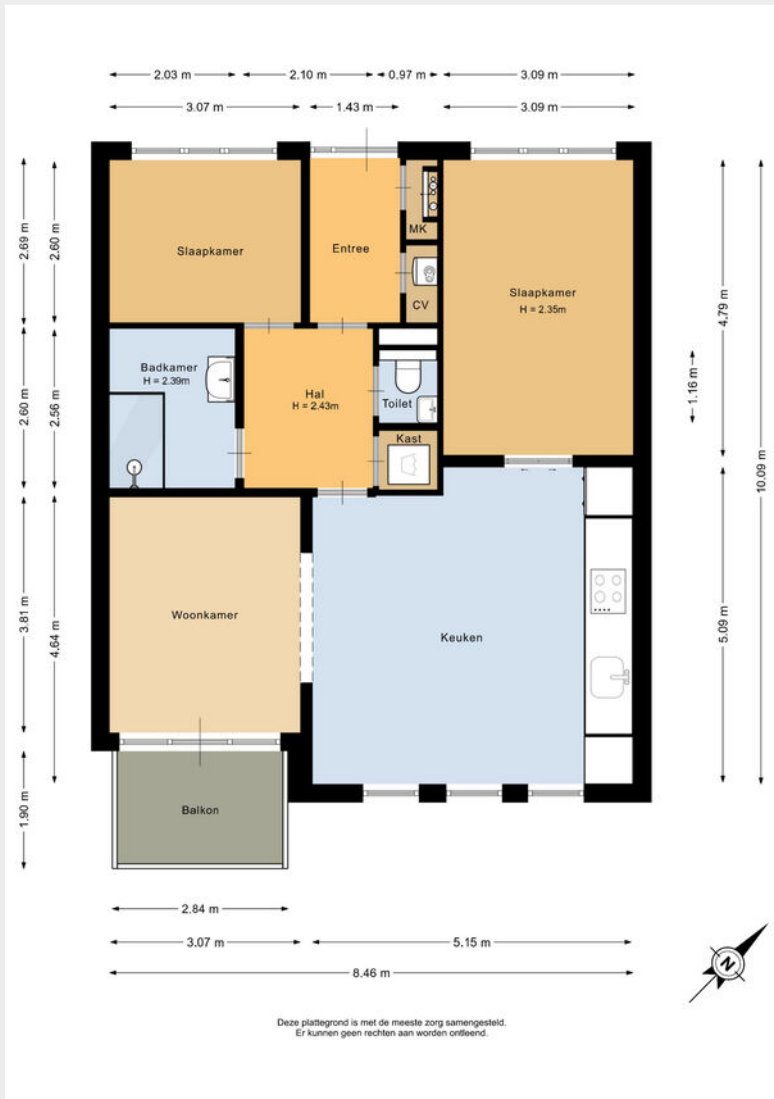 2.03 m
2.10 m
0.97 m
3.09 m
3.07 m
1.43 m
3.09 m
2.69 m
2.60 m
Slaapkamer
Entree
MK
CV
Slaapkamer
H = 2.35m
4.79 m
2.60 m
2.56 m
Badkamer
H = 2.39m
Hal
H = 2.43m
Toilet
Kast
1.16 m
10.09 m
3.81 m
4.64 m
Woonkamer
Keuken
5.09 m
1.90 m
Balkon
2.84 m
3.07 m
5.15 m
8.46 m
N
Deze plattegrond is met de meeste zorg samengesteld.
Er kunnen geen rechten aan worden ontleend.